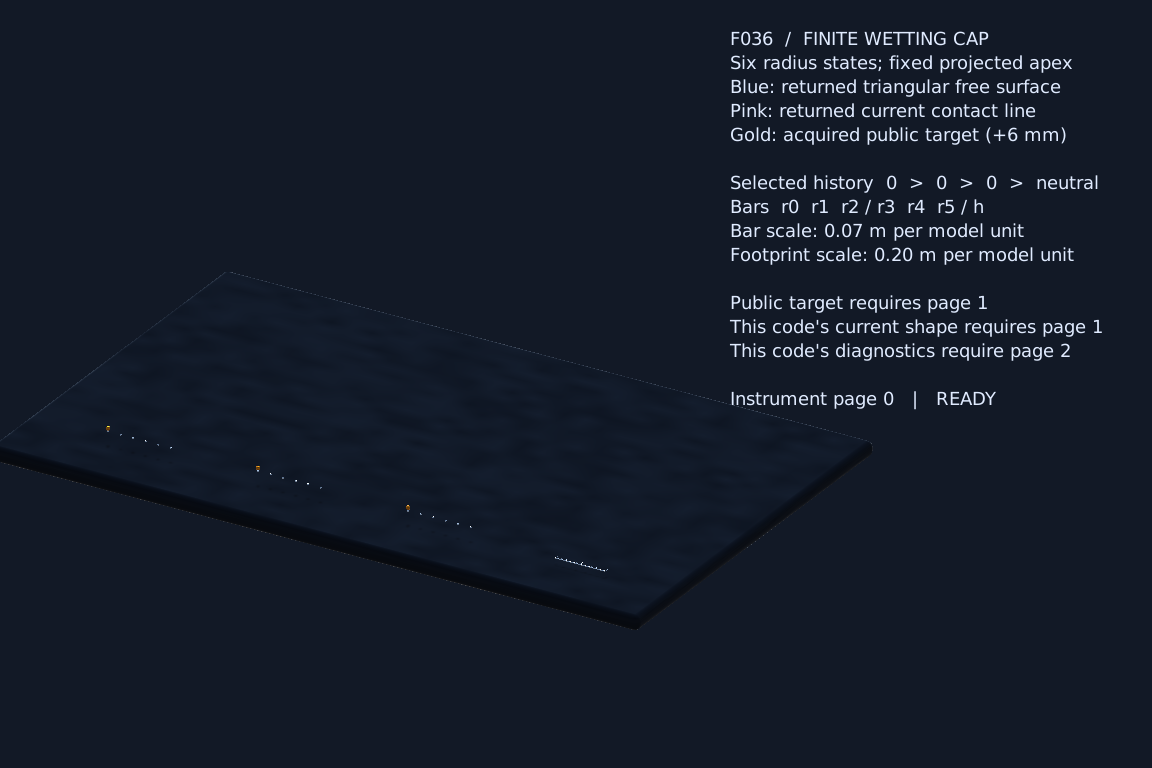 F036 / FINITE WETTING CAP
Six radius states; fixed projected apex
Blue: returned triangular free surface
Pink: returned current contact line
Gold: acquired public target (+6 mm)
Selected history 0 > 0 > 0 > neutral
Bars r0 r1 r2 / r3 r4 r5 / h
Bar scale: 0.07 m per model unit
Footprint scale: 0.20 m per model unit
Public target requires page 1
This code's current shape requires page 1
This code's diagnostics require page 2
Instrument page 0 | READY